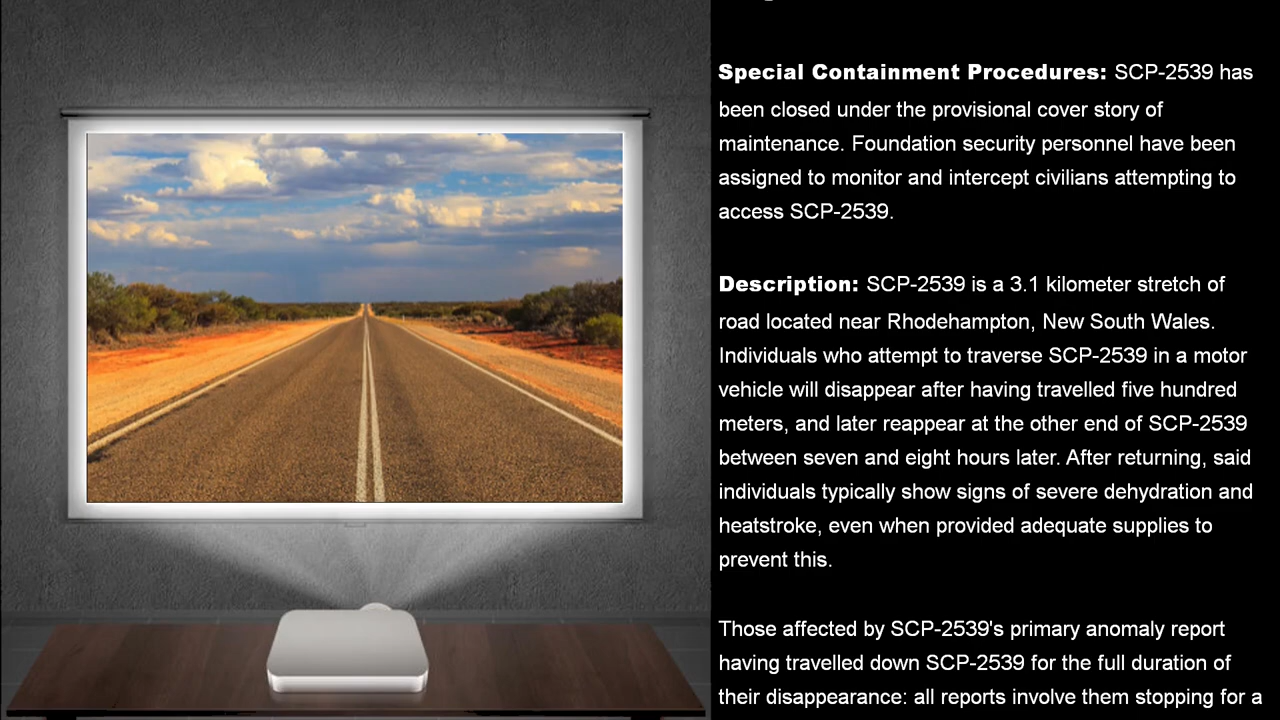 Special Containment Procedures: SCP-2539 has
been closed under the provisional cover story of
maintenance. Foundation security personnel have been
assigned to monitor and intercept civilians attempting to
access SCP-2539.
Description: SCP-2539 is a 3.1 kilometer stretch of
road located near Rhodehampton, New South Wales.
Individuals who attempt to traverse SCP-2539 in a motor
vehicle will disappear after having travelled five hundred
meters, and later reappear at the other end of SCP-2539
between seven and eight hours later. After returning, said
individuals typically show signs of severe dehydration and
heatstroke, even when provided adequate supplies to
prevent this.
Those affected by SCP-2539's primary anomaly report
having travelled down SCP-2539 for the full duration of
their disappearance: all reports involve them stopping for a